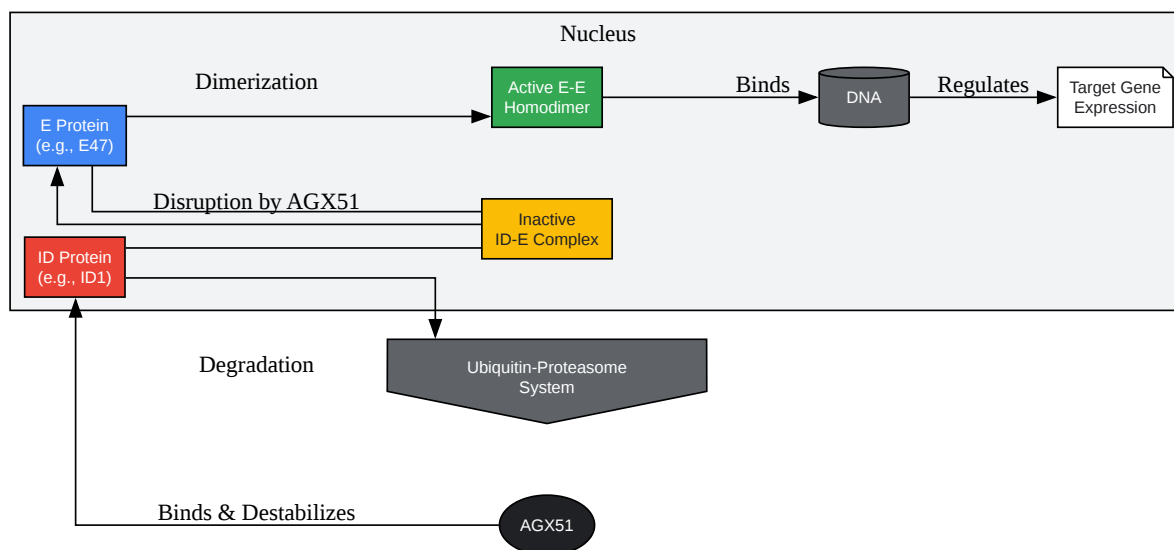 Nucleus
Dimerization
Active E-E
Homodimer
Binds
DNA
Regulates
Target Gene
Expression
E Protein
(e.g., E47)
Disruption by AGX51
Inactive
ID-E Complex
ID Protein
(e.g., ID1)
Degradation
Ubiquitin-Proteasome
System
Binds & Destabilizes
AGX51